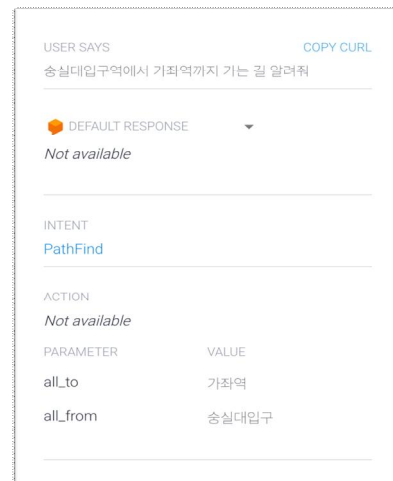 USER SAYS COPY CURL
숭실대입구역에서 가좌역까지 가는 길 알려줘
DEFAULT RESPONSE
Not available
INTENT
PathFind
ACTION
Not available
PARAMETER VALUE
all_to 가좌역
all_from 숭실대입구